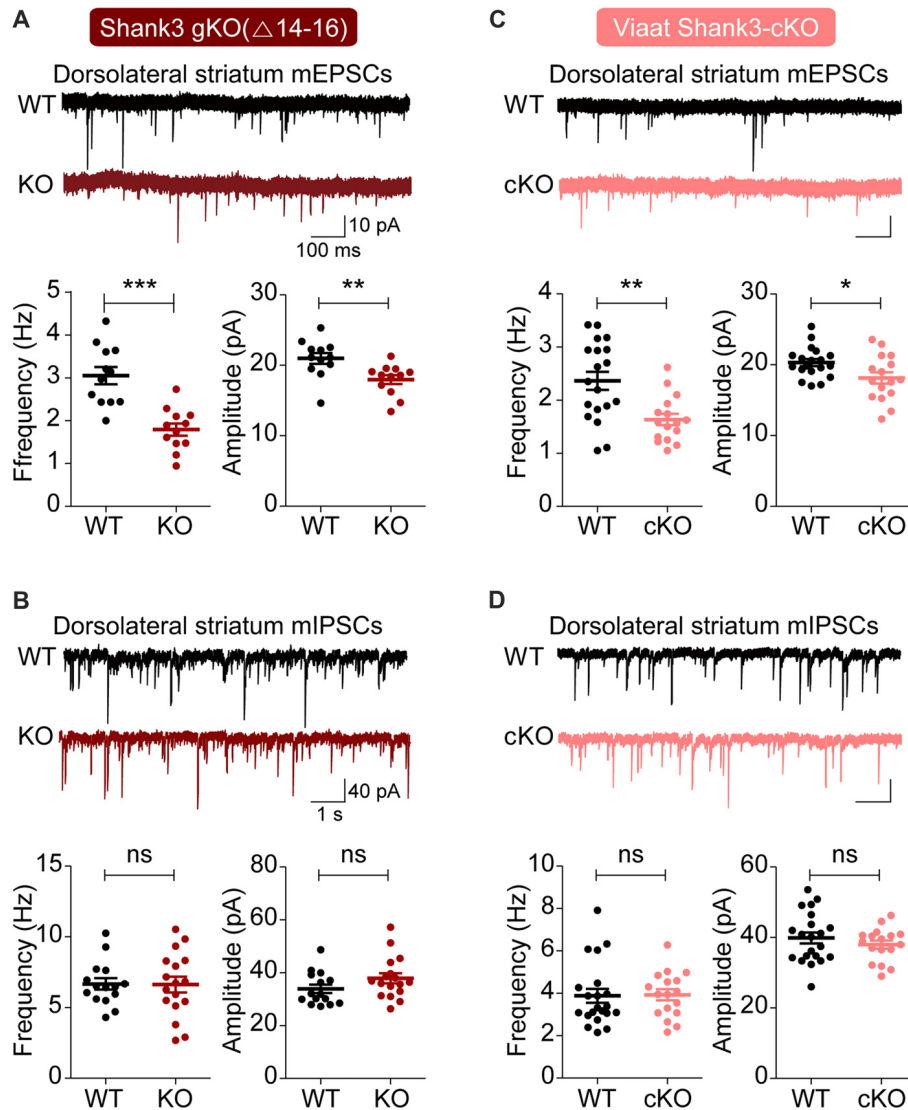 A
Shank3 gKO(△14-16)
Dorsolateral striatum mEPSCs
WT
KO
10 pA
100 ms
Ffrequency (Hz)
5
4
3
2
1
0
***
WT KO
Amplitude (pA)
30
20
10
0
**
WT KO
C
Viaat Shank3-cKO
Dorsolateral striatum mEPSCs
WT
cKO
Frequency (Hz)
4
3
2
1
0
**
WT cKO
Amplitude (pA)
30
20
10
0
*
WT cKO
B
Dorsolateral striatum mIPSCs
WT
KO
40 pA
1 s
Frequency (Hz)
15
10
5
0
ns
WT KO
Amplitude (pA)
80
60
40
20
0
ns
WT KO
D
Dorsolateral striatum mIPSCs
WT
cKO
Frequency (Hz)
10
8
6
4
2
0
ns
WT cKO
Amplitude (pA)
60
40
20
0
ns
WT cKO